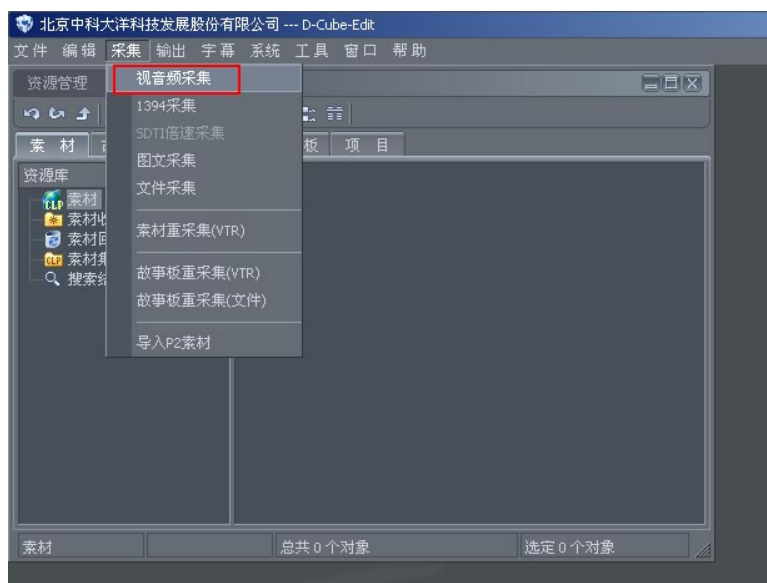 北京中科大洋科技发展股份有限公司 --- D-Cube-Edit
文件 编辑 采集 输出 字幕 系统 工具 窗口 帮助
资源管理
视音频采集
1394采集
SDTI倍速采集
图文采集
文件采集
素材重采集(VTR)
故事板重采集(VTR)
故事板重采集(文件)
导入P2素材
素材 板 项目
资源库
素材
素材收
素材回
素材集
搜索结
素材 总共0个对象 选定0个对象